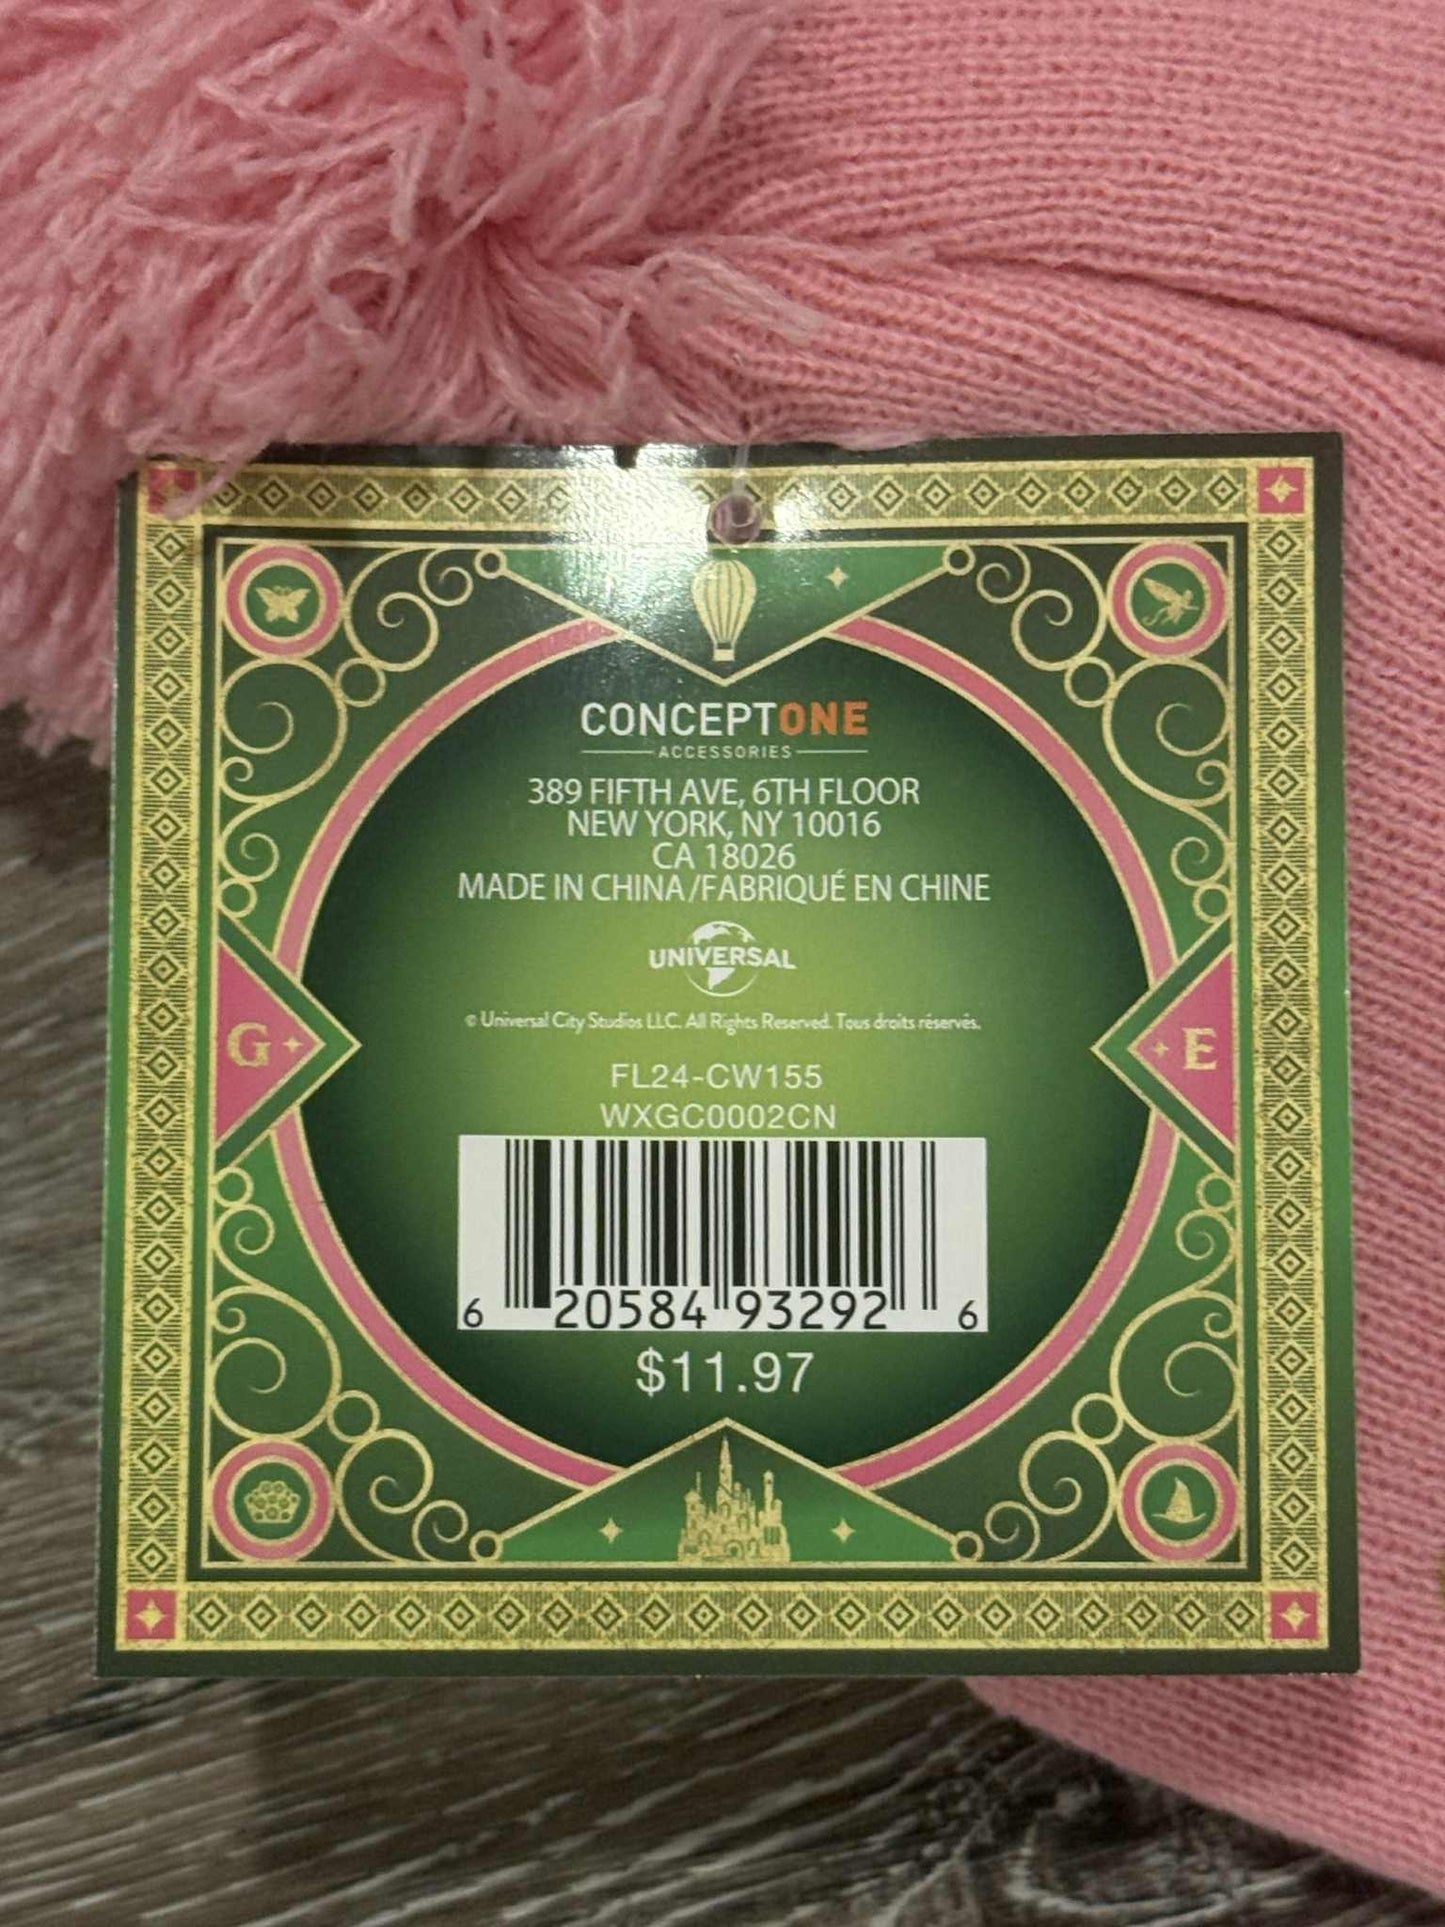 CONCEPTONE
ACCESSORIES
389 FIFTH AVE, 6TH FLOOR
NEW YORK, NY 10016
CA 18026
MADE IN CHINA/FABRIQUÉ EN CHINE
UNIVERSAL
© Universal City Studios LLC. All Rights Reserved. Tous droits réservés.
G E
FL24-CW155
WXGC0002CN
6 20584 93292 6
$11.97